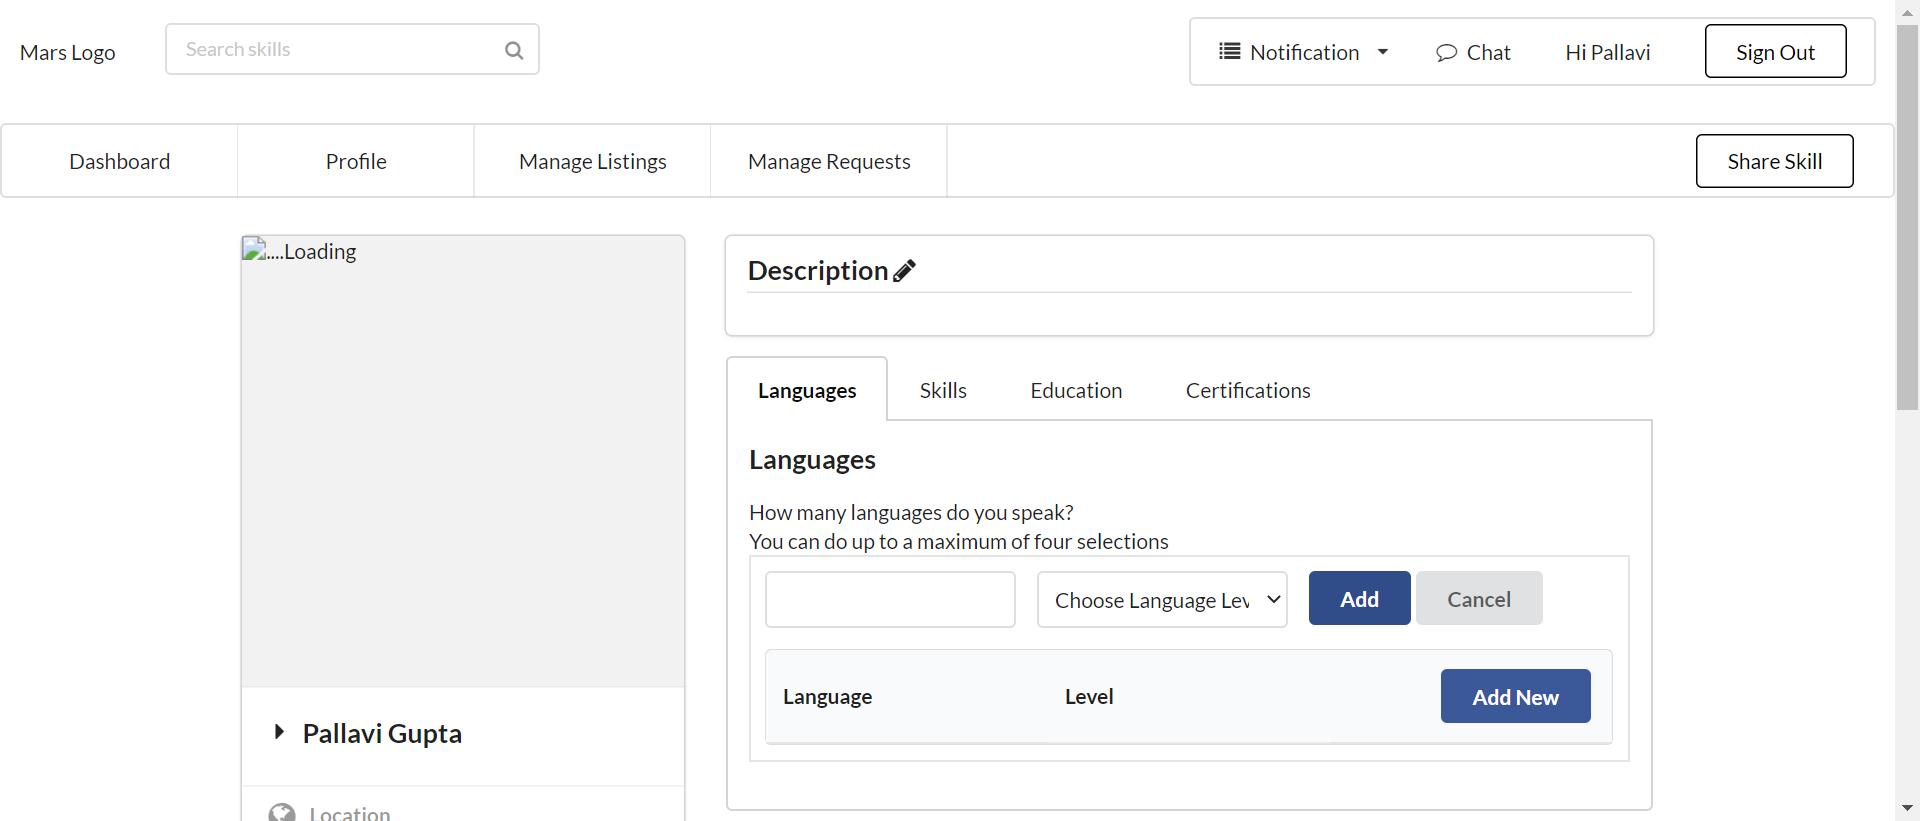 Mars Logo
Search skills
Notification
Chat
Hi Pallavi
Sign Out
Dashboard
Profile
Manage Listings
Manage Requests
Share Skill
....Loading
Pallavi Gupta
Location
Description
Languages
Skills
Education
Certifications
Languages
How many languages do you speak?
You can do up to a maximum of four selections
Choose Language Lev
Add
Cancel
Language
Level
Add New